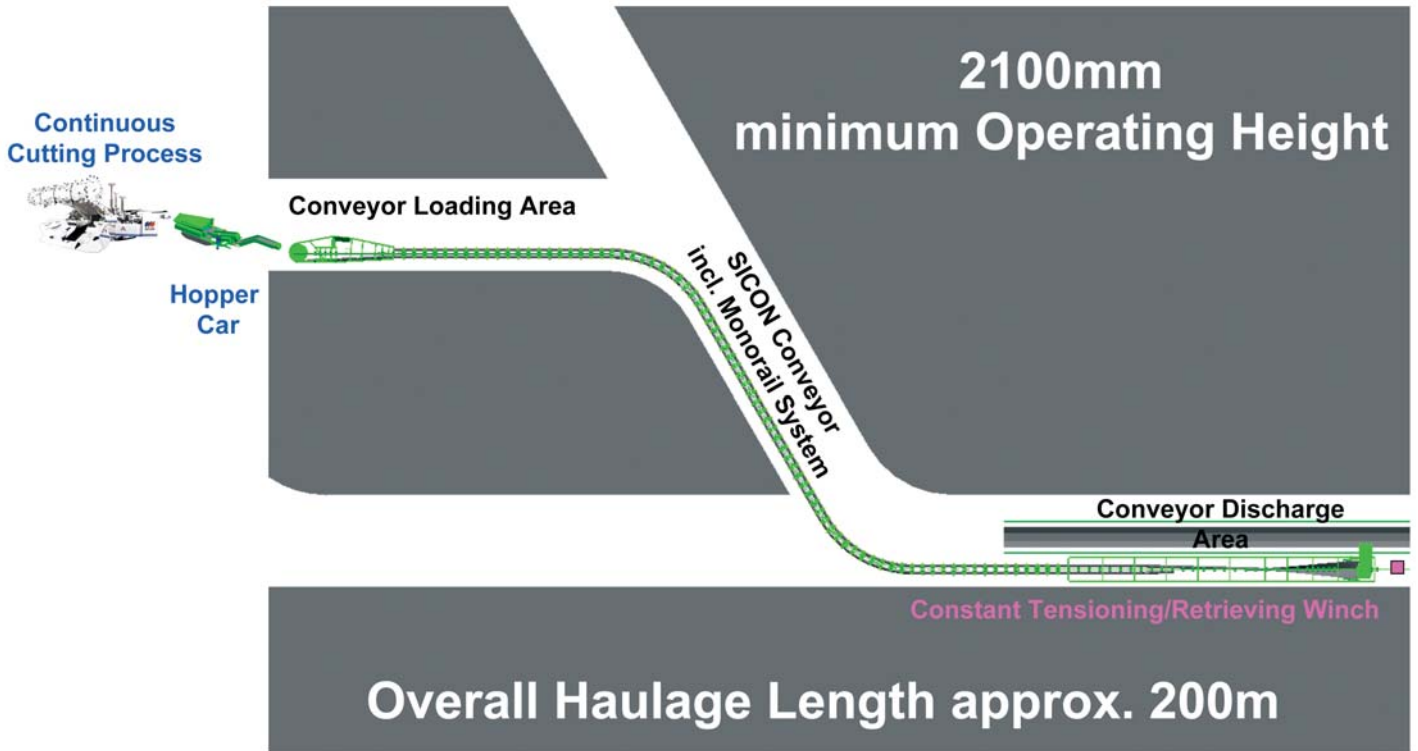 2100mm
minimum Operating Height
Continuous
Cutting Process
Conveyor Loading Area
Hopper
Car
SICON Conveyor
incl. Monorail System
Conveyor Discharge
Area
Constant Tensioning/Retrieving Winch
Overall Haulage Length approx. 200m